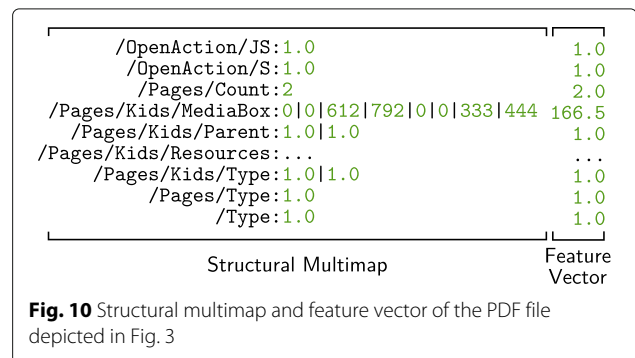 /OpenAction/JS:1.0 1.0
/OpenAction/S:1.0 1.0
/Pages/Count:2 2.0
/Pages/Kids/MediaBox:0|0|612|792|0|0|333|444 166.5
/Pages/Kids/Parent:1.0|1.0 1.0
/Pages/Kids/Resources:... ...
/Pages/Kids/Type:1.0|1.0 1.0
/Pages/Type:1.0 1.0
/Type:1.0 1.0
Structural Multimap
Feature
Vector
Fig. 10 Structural multimap and feature vector of the PDF file
depicted in Fig. 3